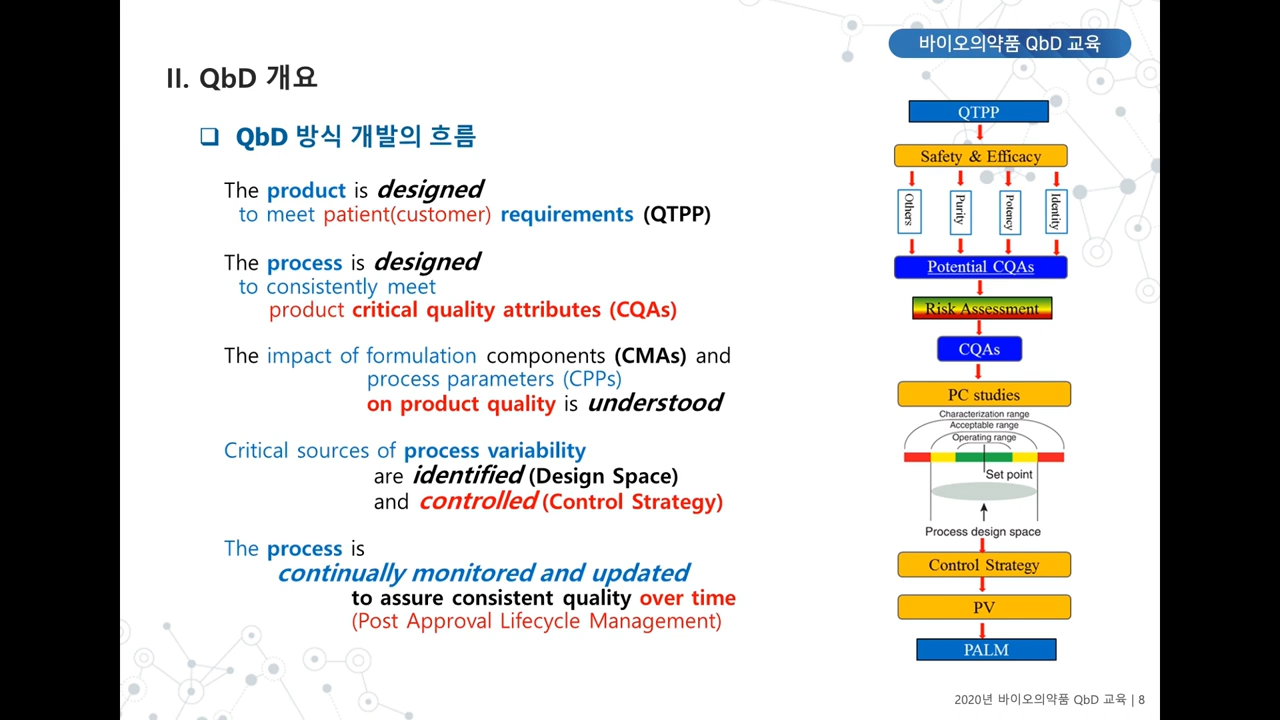 바이오의약품 QbD 교육
II. QbD 개요
❑ QbD 방식 개발의 흐름
The product is designed
to meet patient(customer) requirements (QTPP)
The process is designed
to consistently meet
product critical quality attributes (CQAs)
The impact of formulation components (CMAs) and
process parameters (CPPs)
on product quality is understood
Critical sources of process variability
are identified (Design Space)
and controlled (Control Strategy)
The process is
continually monitored and updated
to assure consistent quality over time
(Post Approval Lifecycle Management)
QTPP
Safety & Efficacy
Others
Purity
Potency
Identity
Potential CQAs
Risk Assessment
CQAs
PC studies
Characterization range
Acceptable range
Operating range
Set point
Process design space
Control Strategy
PV
PALM
2020년 바이오의약품 QbD 교육 | 8